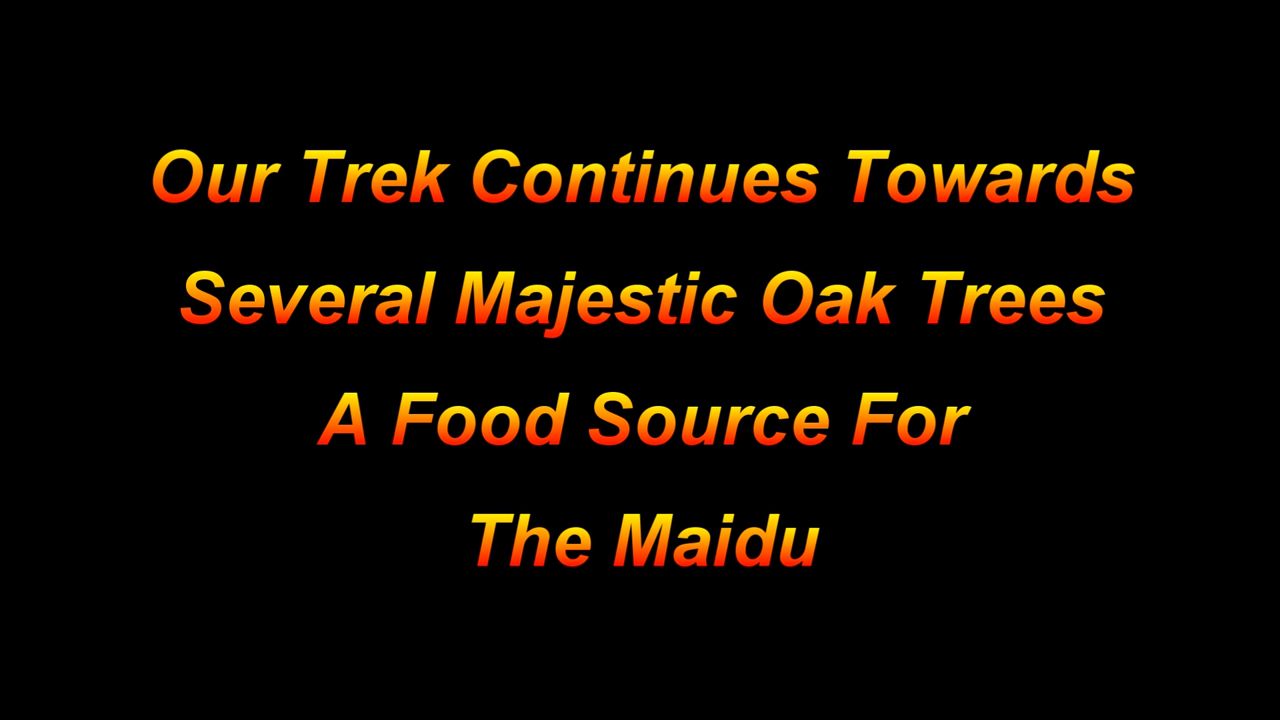 Our Trek Continues Towards
Several Majestic Oak Trees
A Food Source For
The Maidu